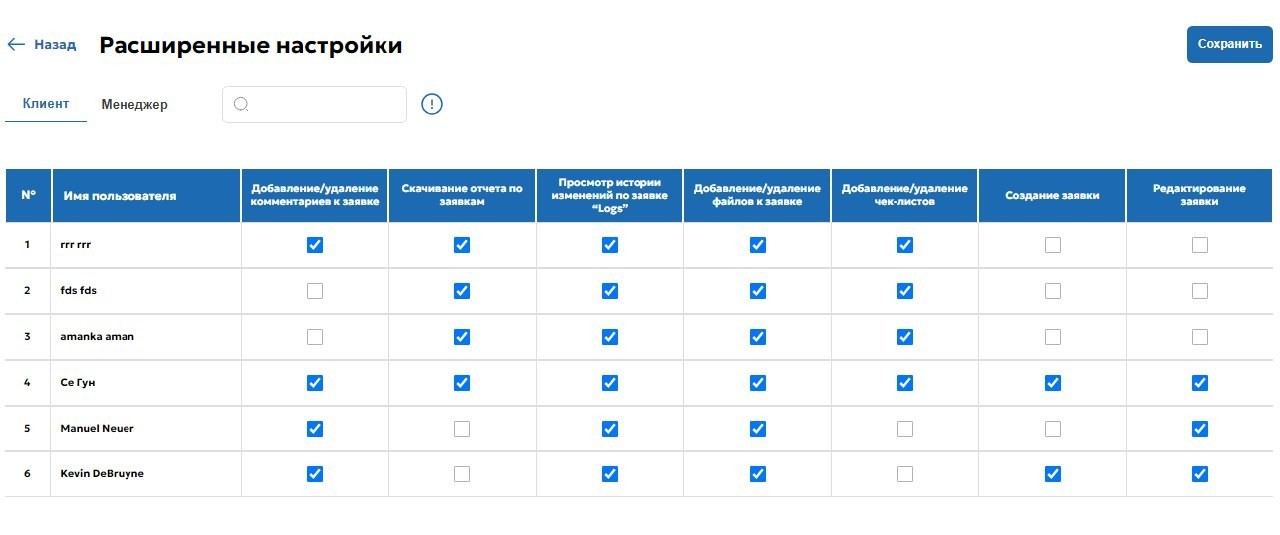 Назад
Расширенные настройки
Сохранить
Клиент
Менеджер
N°
Имя пользователя
Добавление/удаление
комментариев к заявке
Скачивание отчета по
заявкам
Просмотр истории
изменений по заявке
“Logs”
Добавление/удаление
файлов к заявке
Добавление/удаление
чек-листов
Создание заявки
Редактирование
заявки
1
rrr rrr
2
fds fds
3
amanka aman
4
Се Гун
5
Manuel Neuer
6
Kevin DeBruyne